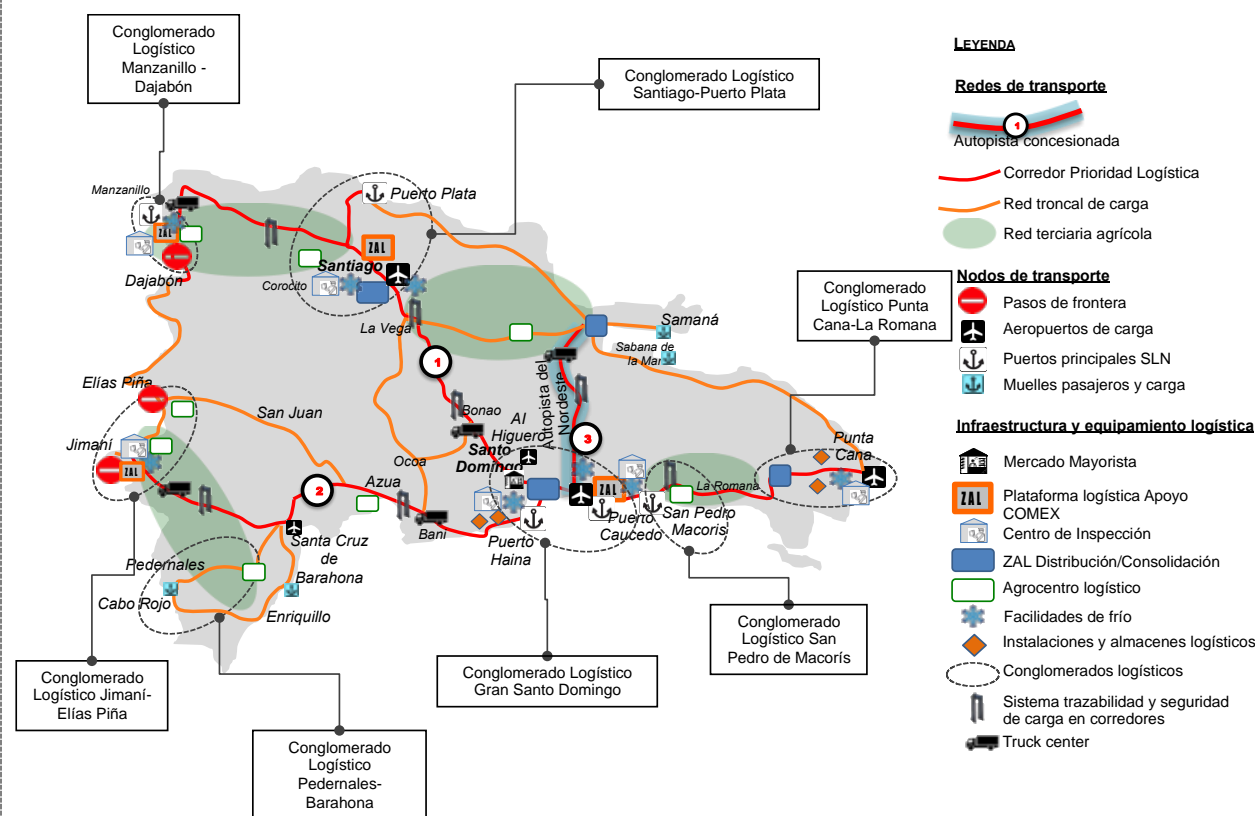 Conglomerado
Logístico
Manzanillo -
Dajabón
Conglomerado Logístico
Santiago-Puerto Plata
Conglomerado
Logístico Punta
Cana-La Romana
Manzanillo
Puerto Plata
ZAL
ZAL
Dajabón
Santiago
Corocito
La Vega
Samaná
Sabana de
la Mar
1
Elías Piña
San Juan
Bonao
Al
Higuero
Autopista del
Nordeste
Jimaní
ZAL
Ocoa
Santo
Domingo
3
Punta
Cana
2
Azua
ZAL
La Romana
Bani
Puerto
Haina
Puerto
Caucedo
San Pedro
Macoris
Santa Cruz
de
Barahona
Pedernales
Cabo Rojo
Enriquillo
Conglomerado
Logístico Jimaní-
Elías Piña
Conglomerado
Logístico
Pedernales-
Barahona
Conglomerado Logístico
Gran Santo Domingo
Conglomerado
Logístico San
Pedro de Macorís
LEYENDA
Redes de transporte
1
Autopista concesionada
Corredor Prioridad Logística
Red troncal de carga
Red terciaria agrícola
Nodos de transporte
Pasos de frontera
Aeropuertos de carga
Puertos principales SLN
Muelles pasajeros y carga
Infraestructura y equipamiento logística
Mercado Mayorista
ZAL
Plataforma logística Apoyo
COMEX
Centro de Inspección
ZAL Distribución/Consolidación
Agrocentro logístico
Facilidades de frío
Instalaciones y almacenes logísticos
Conglomerados logísticos
Sistema trazabilidad y seguridad
de carga en corredores
Truck center